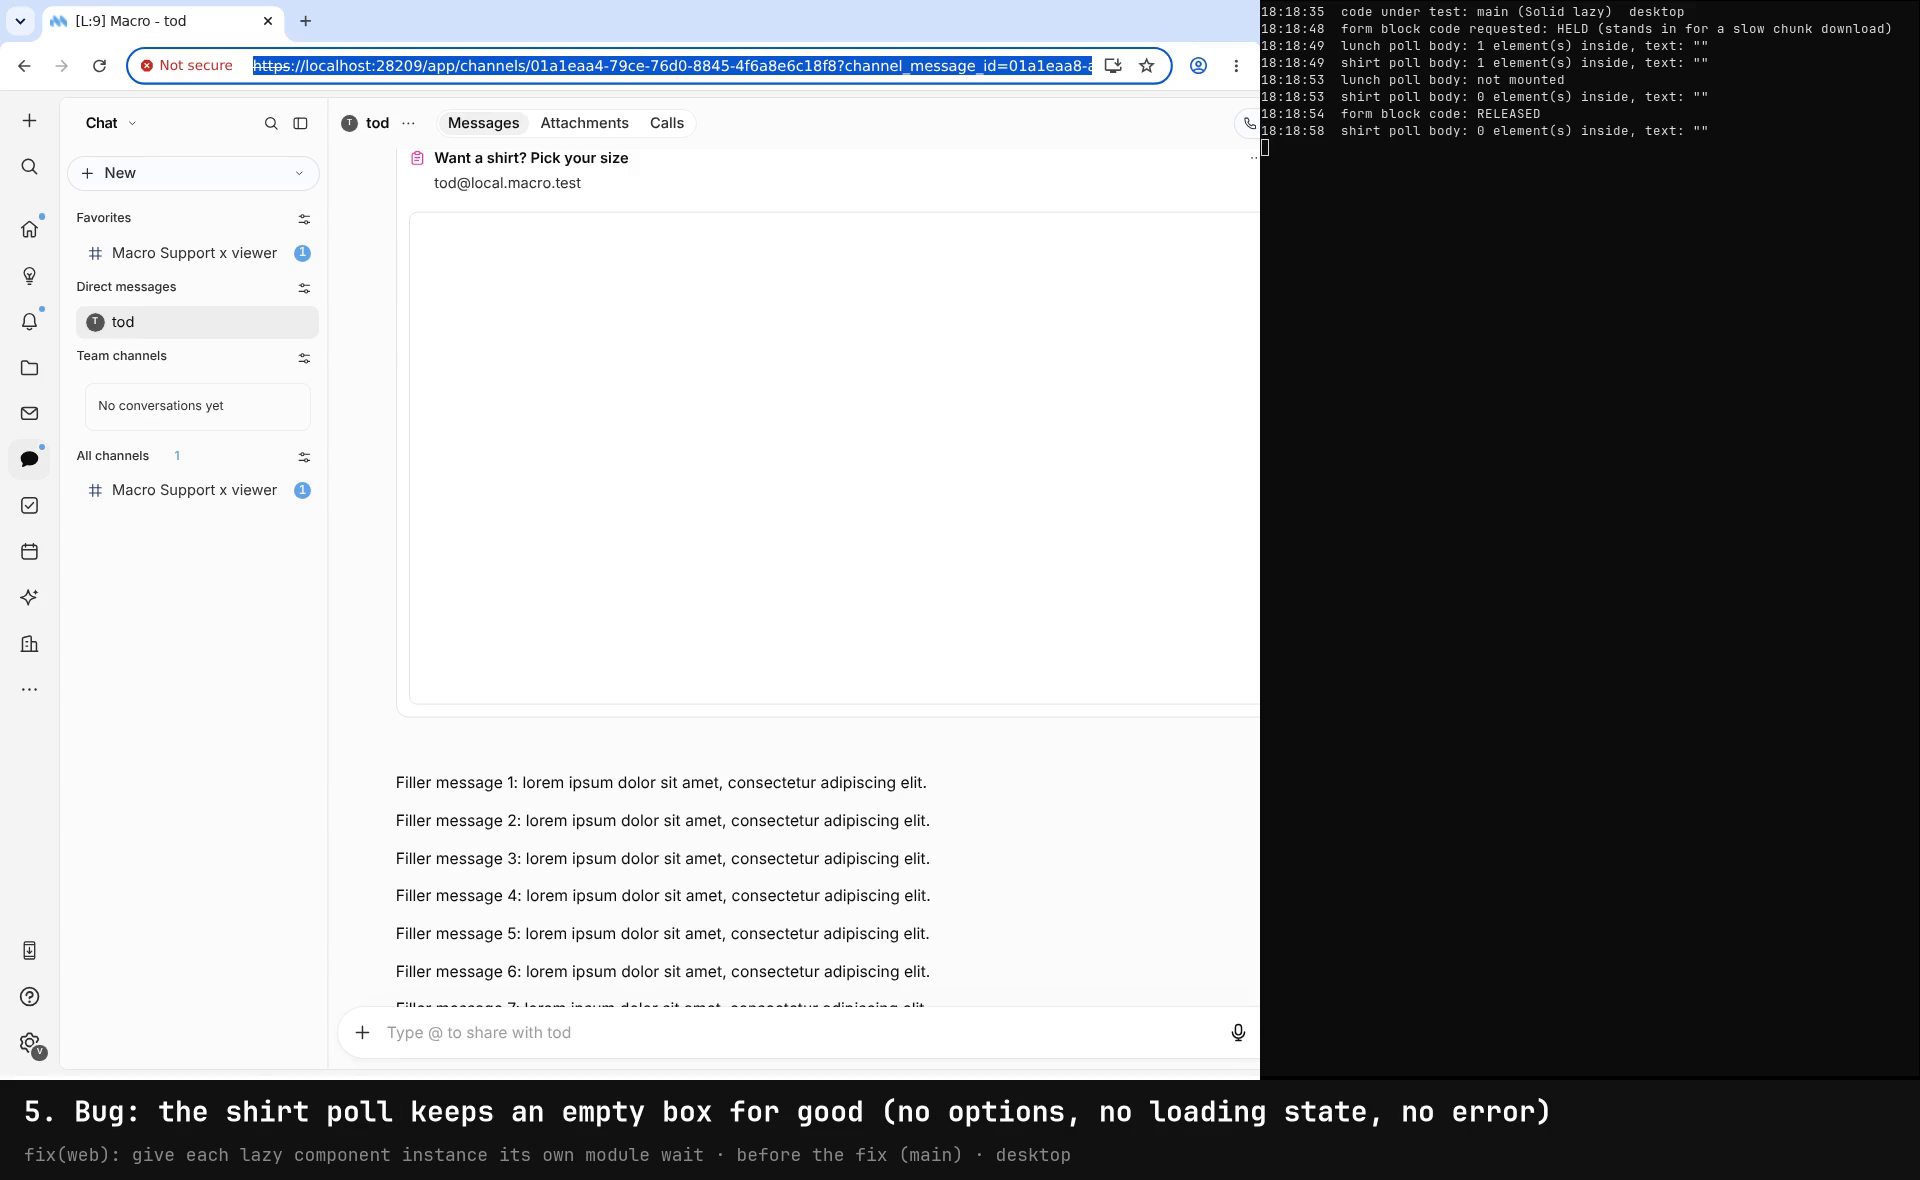 [L:9] Macro - tod
Not secure
https://localhost:28209/app/channels/01a1eaa4-79ce-76d0-8845-4f6a8e6c18f8?channel_message_id=01a1eaa8-a
Chat
New
Favorites
Macro Support x viewer 1
Direct messages
T tod
Team channels
No conversations yet
All channels 1
Macro Support x viewer 1
V
T tod ··· Messages Attachments Calls
Want a shirt? Pick your size
tod@local.macro.test
Filler message 1: lorem ipsum dolor sit amet, consectetur adipiscing elit.
Filler message 2: lorem ipsum dolor sit amet, consectetur adipiscing elit.
Filler message 3: lorem ipsum dolor sit amet, consectetur adipiscing elit.
Filler message 4: lorem ipsum dolor sit amet, consectetur adipiscing elit.
Filler message 5: lorem ipsum dolor sit amet, consectetur adipiscing elit.
Filler message 6: lorem ipsum dolor sit amet, consectetur adipiscing elit.
Filler message 7: lorem ipsum dolor sit amet, consectetur adipiscing elit.
Type @ to share with tod
18:18:35 code under test: main (Solid lazy) desktop
18:18:48 form block code requested: HELD (stands in for a slow chunk download)
18:18:49 lunch poll body: 1 element(s) inside, text: ""
18:18:49 shirt poll body: 1 element(s) inside, text: ""
18:18:53 lunch poll body: not mounted
18:18:53 shirt poll body: 0 element(s) inside, text: ""
18:18:54 form block code: RELEASED
18:18:58 shirt poll body: 0 element(s) inside, text: ""
5. Bug: the shirt poll keeps an empty box for good (no options, no loading state, no error)
fix(web): give each lazy component instance its own module wait · before the fix (main) · desktop